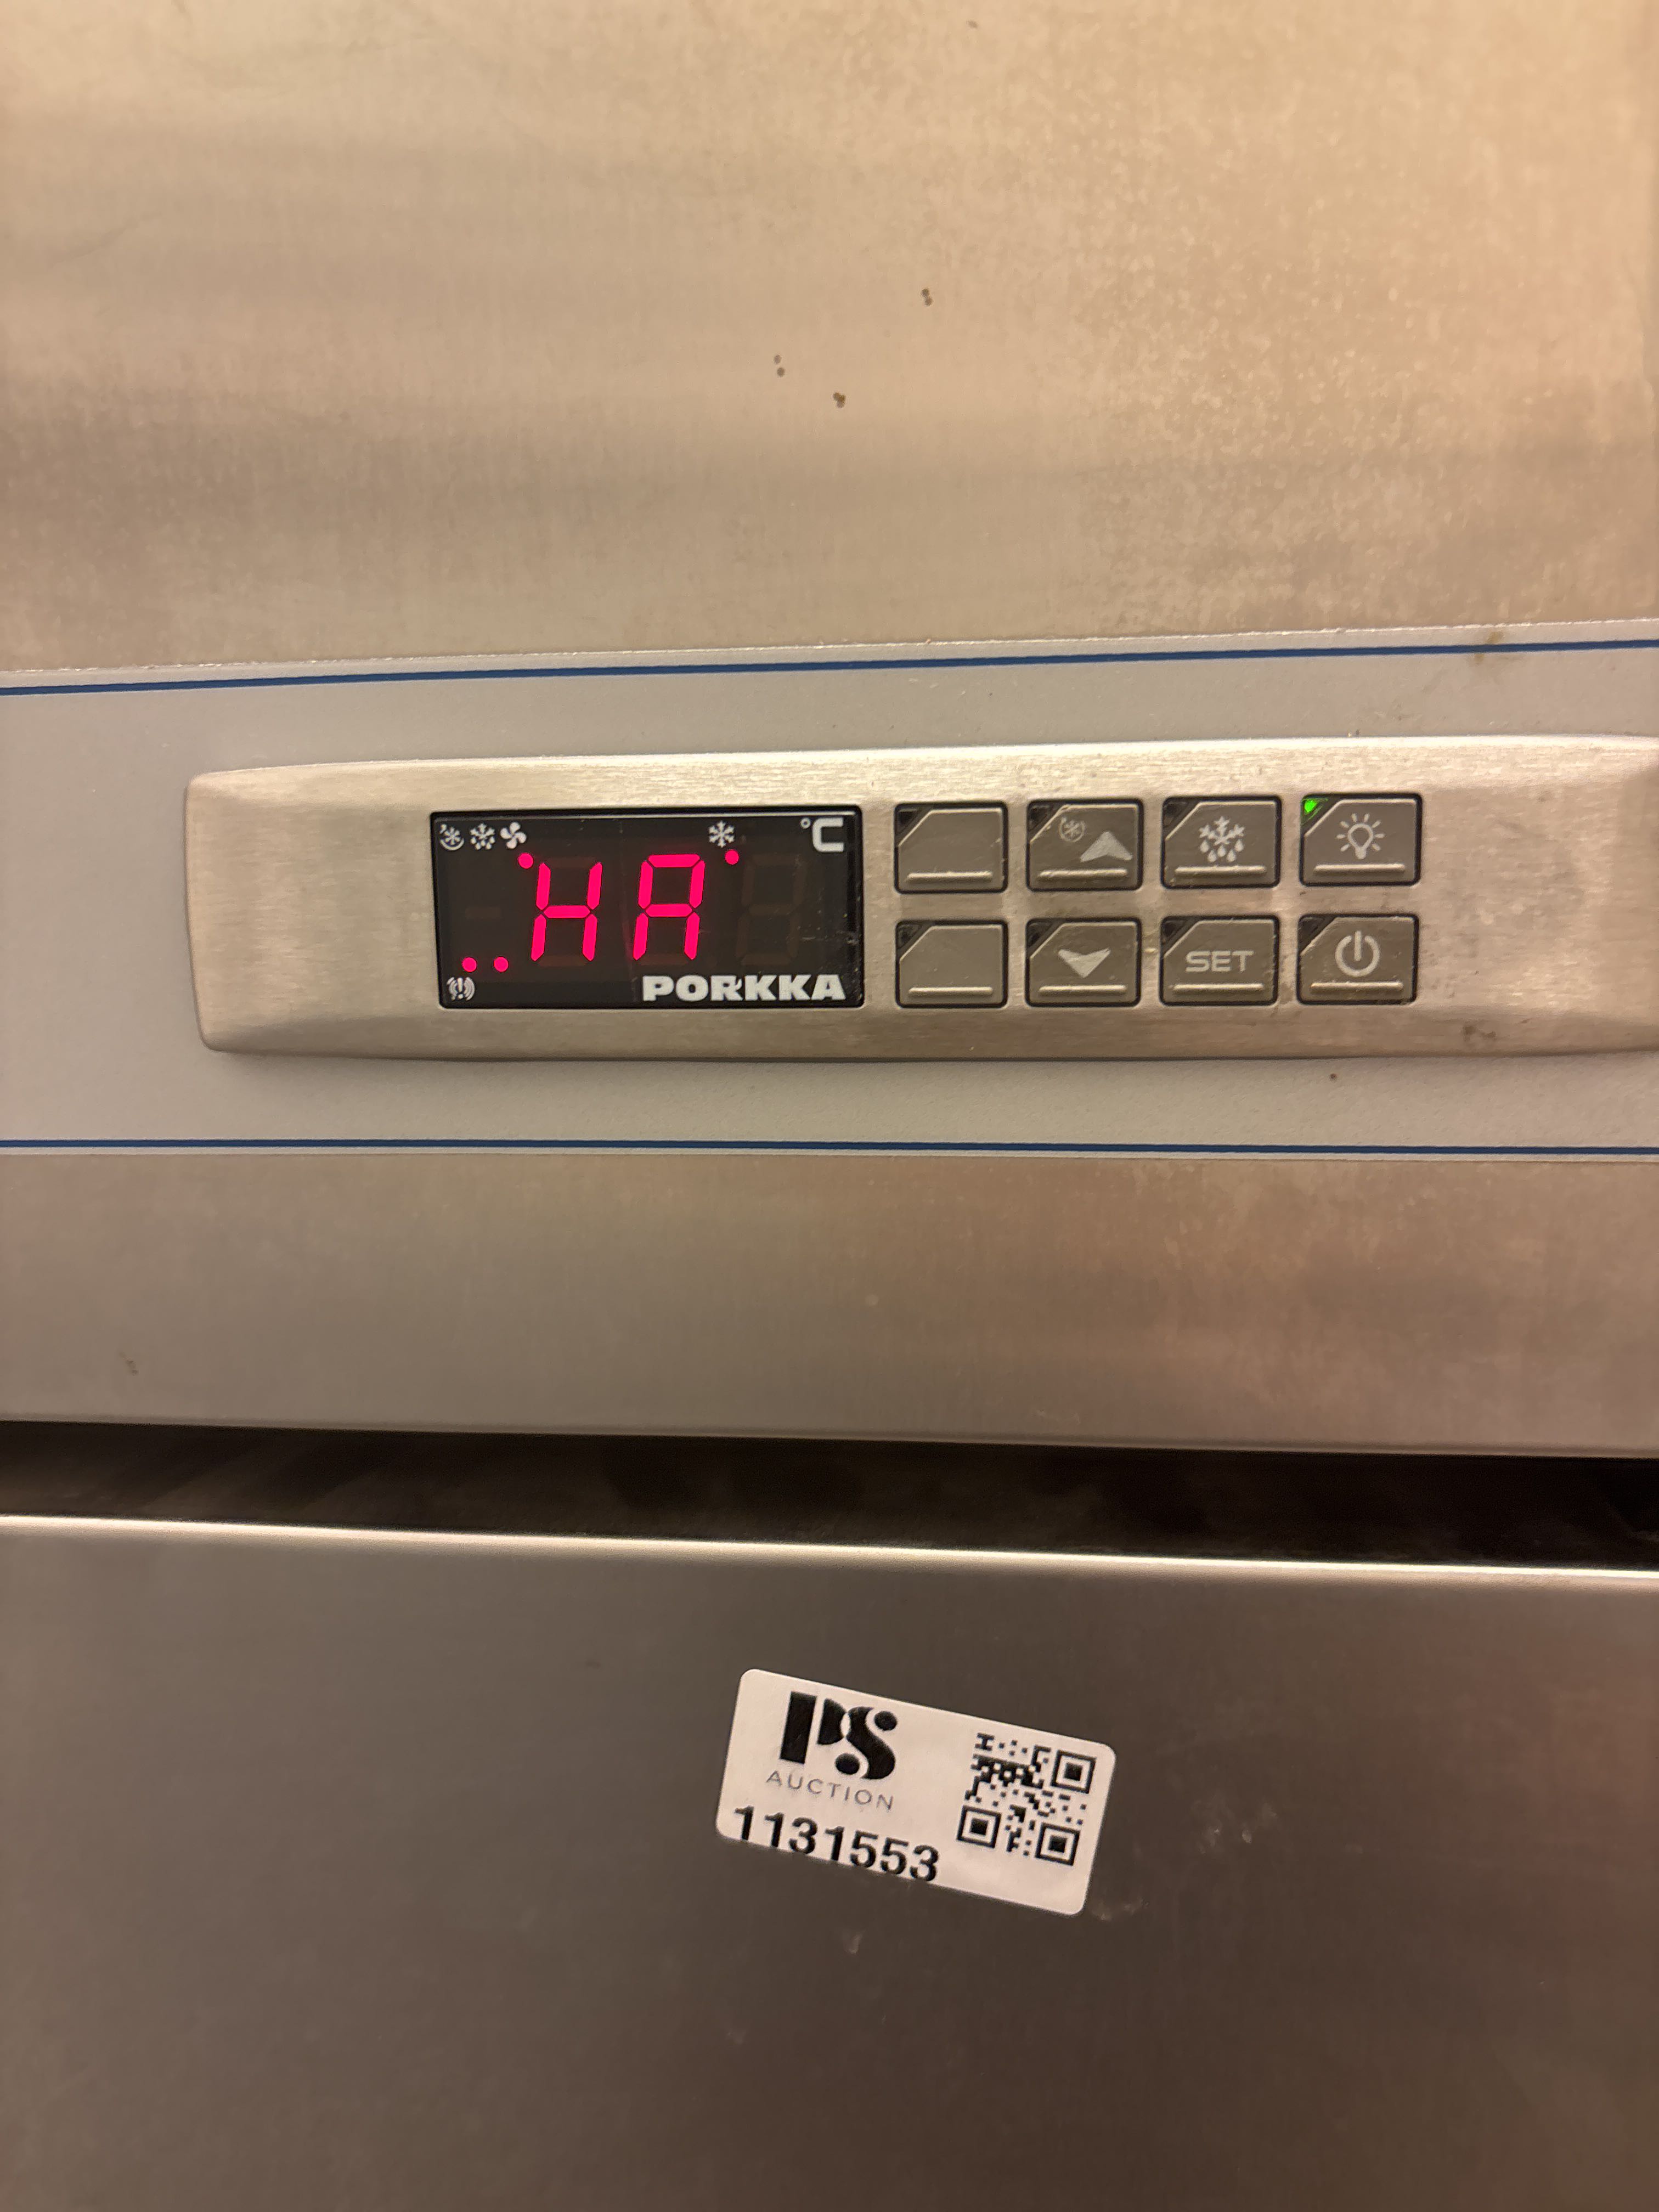 °C
HA
PORKKA
SET
PS
AUCTION
1131553